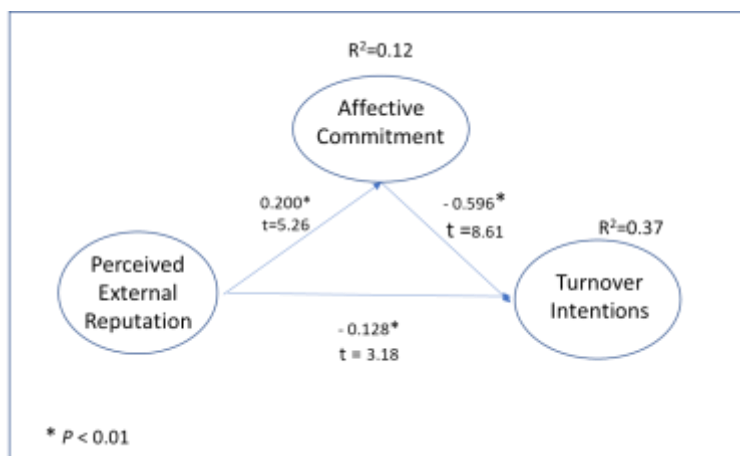 R²=0.12
Affective
Commitment
0.200*
t=5.26
- 0.596*
t =8.61
R²=0.37
Perceived
External
Reputation
Turnover
Intentions
- 0.128*
t = 3.18
* P < 0.01